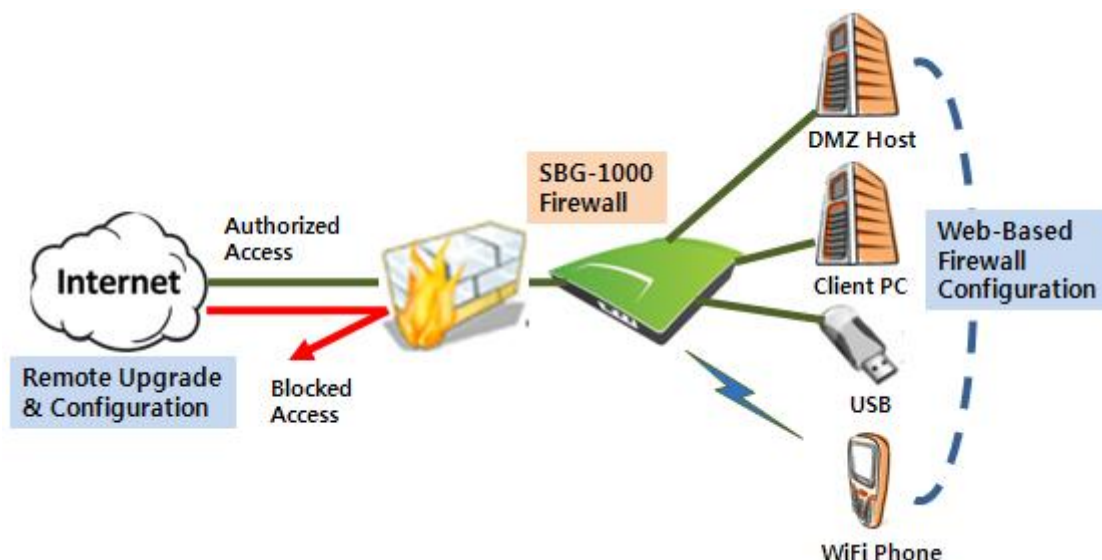 DMZ Host
SBG-1000
Firewall
Authorized
Access
Internet
Client PC
Web-Based
Firewall
Configuration
Remote Upgrade
& Configuration
Blocked
Access
USB
WiFi Phone